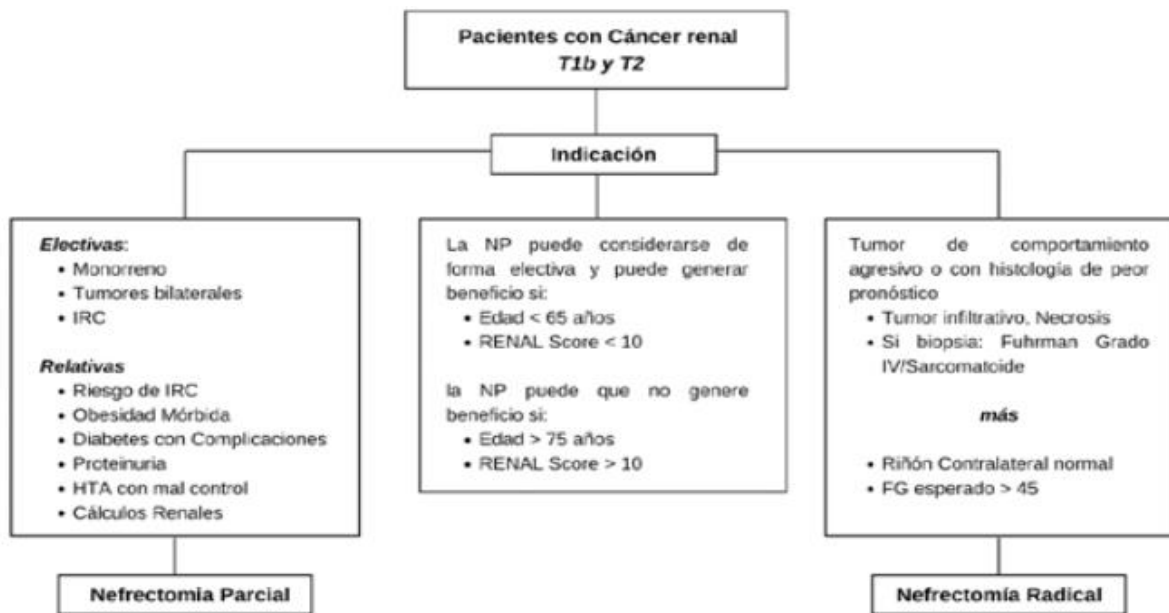 Pacientes con Cáncer renal
T1b y T2
Indicación
Electivas:
• Monorreno
• Tumores bilaterales
• IRC
Relativas
• Riesgo de IRC
• Obesidad Mórbida
• Diabetes con Complicaciones
• Proteinuria
• HTA con mal control
• Cálculos Renales
La NP puede considerarse de
forma electiva y puede generar
beneficio si:
• Edad < 65 años
• RENAL Score < 10
la NP puede que no genere
beneficio si:
• Edad > 75 años
• RENAL Score > 10
Tumor de comportamiento
agresivo o con histología de peor
pronóstico
• Tumor infiltrativo, Necrosis
• Si biopsia: Fuhrman Grado
IV/Sarcomatoide
más
• Riñón Contralateral normal
• FG esperado > 45
Nefrectomia Parcial
Nefrectomía Radical